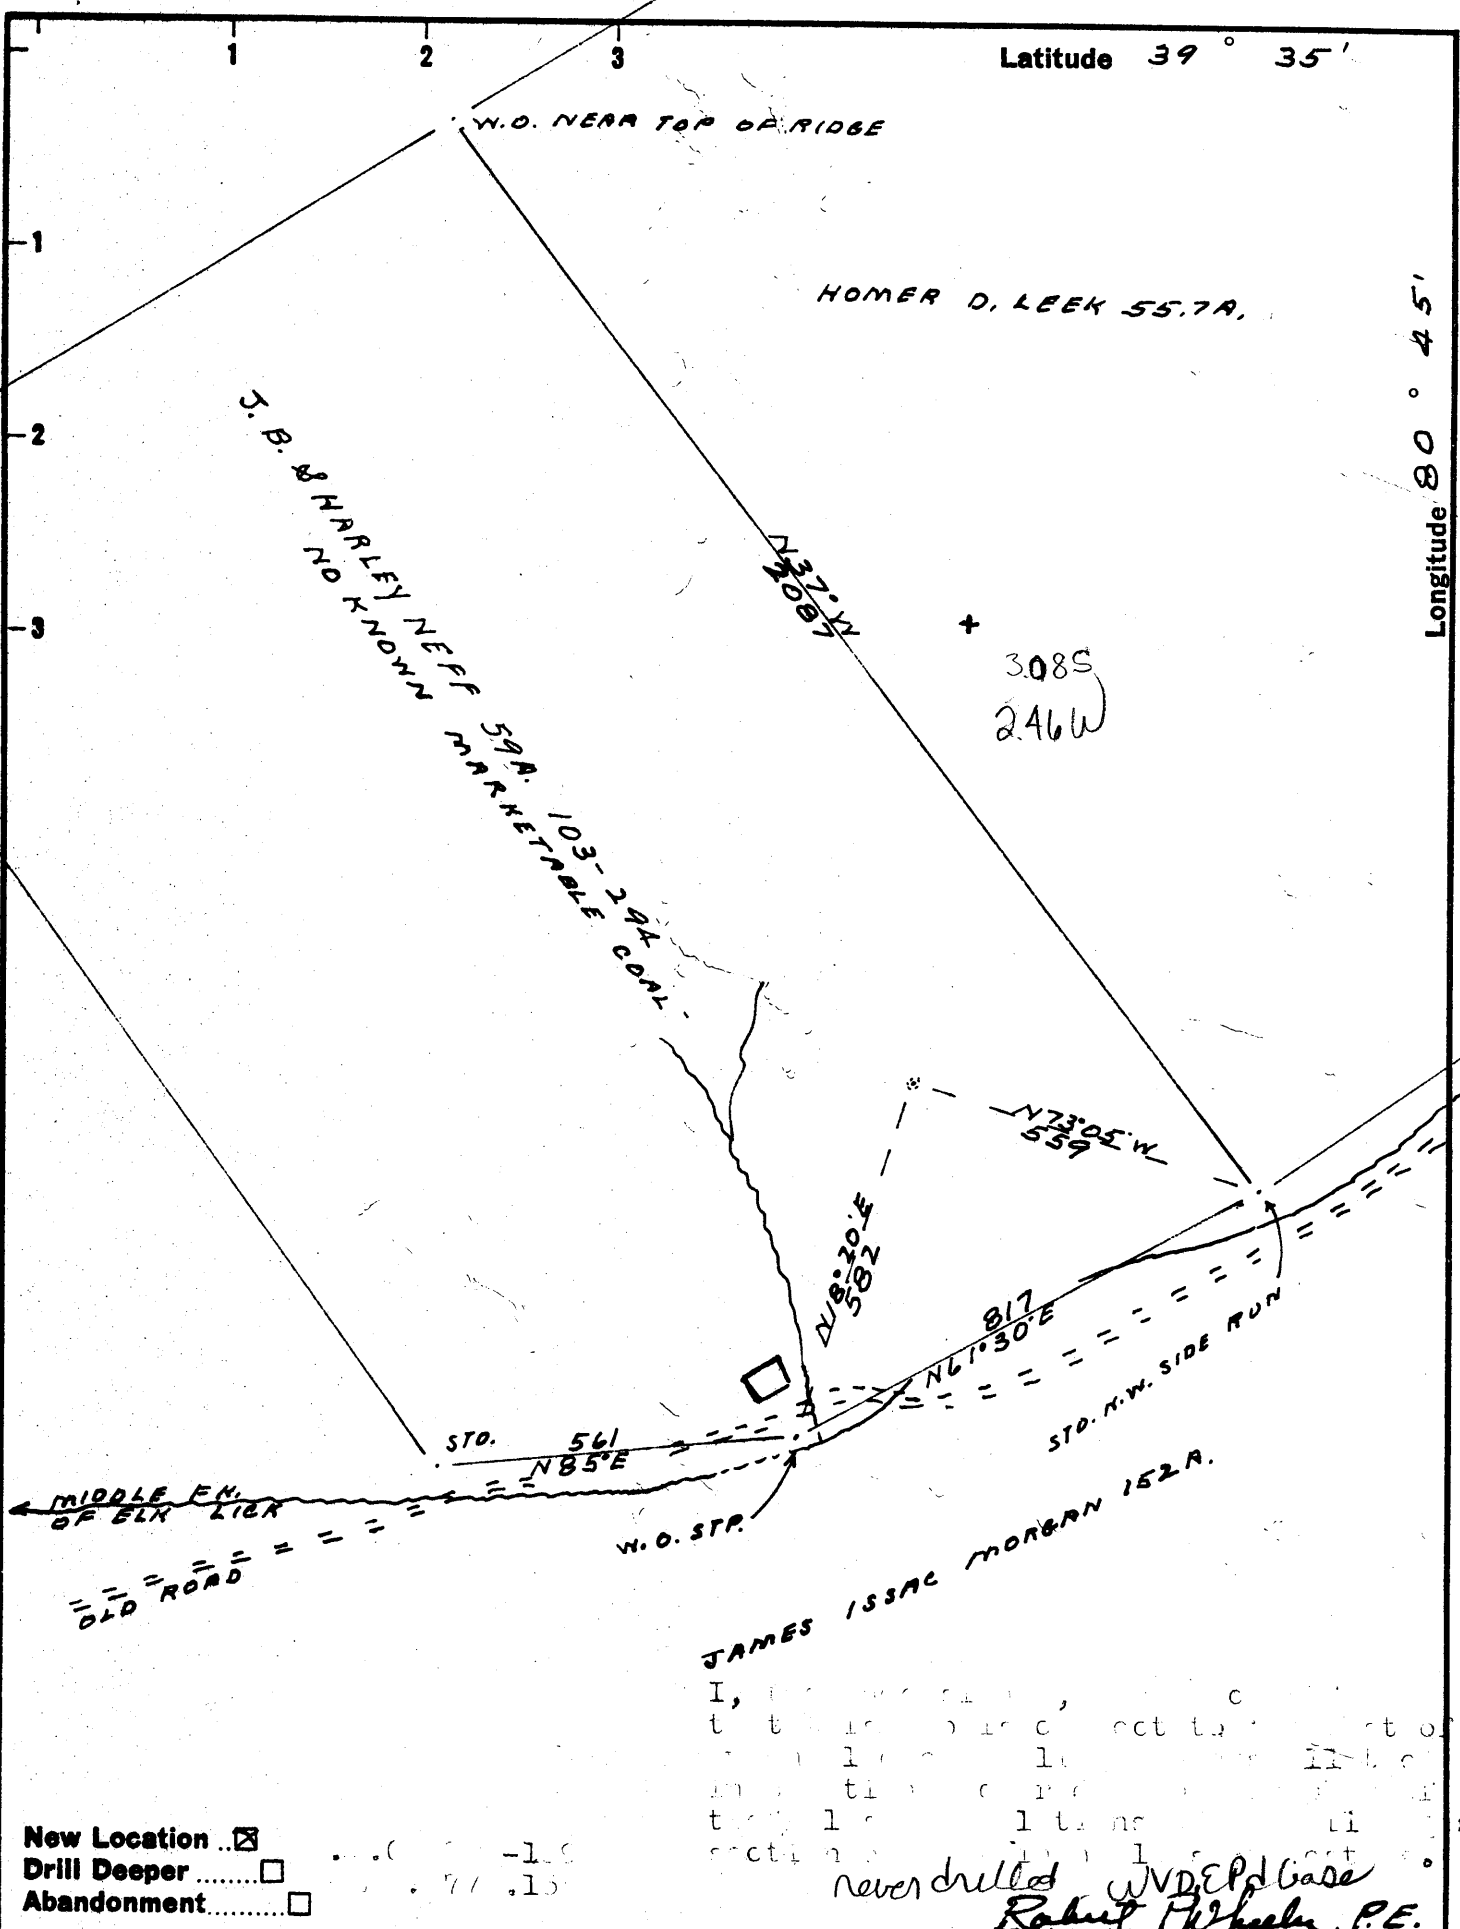 1 2 3 Latitude 39° 35'
W.O. NEAR TOP OF RIDGE
1
HOMER D. LEEK 55.7A.
Longitude 80° 45'
2
J. B. & HARLEY NEFF 59A. 103-294
NO KNOWN MARKETABLE COAL
N37°W
2087
3
+
3.08S
2.46W
N73°05'W
559
N18°20'E
582
817
N61°30'E
STO. N.W. SIDE RUN
STO.
561
N85°E
MIDDLE FK.
OF ELK LICK
W.O. STP.
OLD ROAD
JAMES ISSAC MORGAN 152A.
I,
New Location ..☒
Drill Deeper ........☐
Abandonment..........☐
never drilled WVDEP dbase
Robert Wheeler P.E.